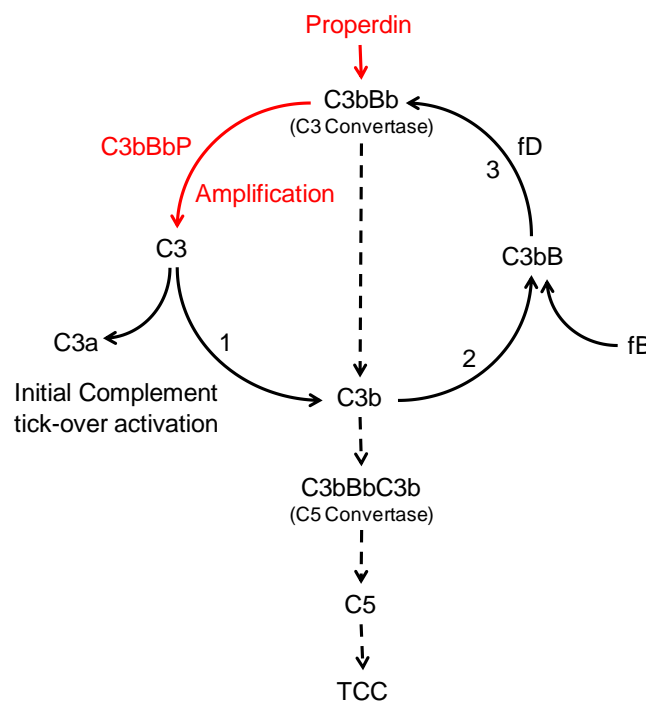 Properdin
C3bBb
(C3 Convertase)
C3bBbP
fD
3
Amplification
C3
C3bB
C3a
1
2
fB
Initial Complement
tick-over activation
C3b
C3bBbC3b
(C5 Convertase)
C5
TCC